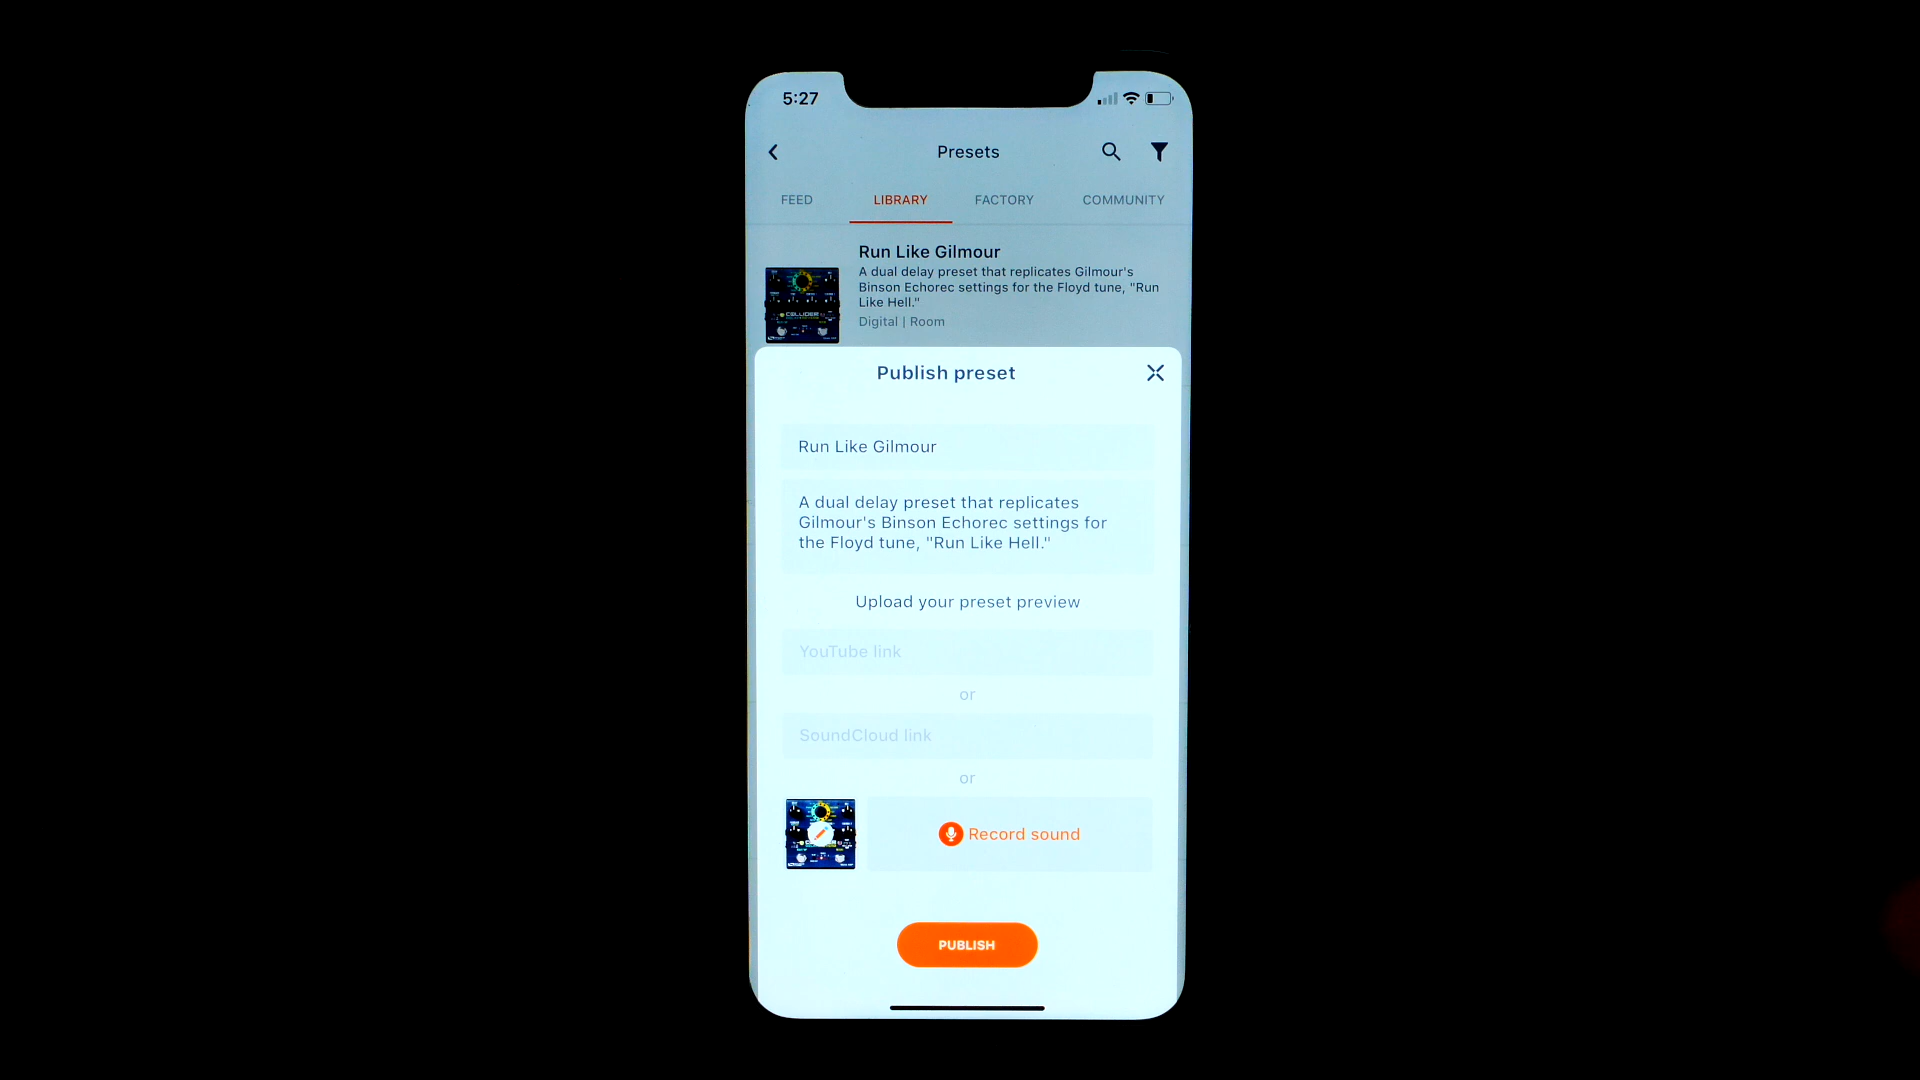 5:27
Presets
FEED LIBRARY FACTORY COMMUNITY
Run Like Gilmour
A dual delay preset that replicates Gilmour's
Binson Echorec settings for the Floyd tune, "Run
Like Hell."
Digital | Room
COLLIDER
Publish preset
Run Like Gilmour
A dual delay preset that replicates
Gilmour's Binson Echorec settings for
the Floyd tune, "Run Like Hell."
Upload your preset preview
YouTube link
or
SoundCloud link
or
Record sound
PUBLISH